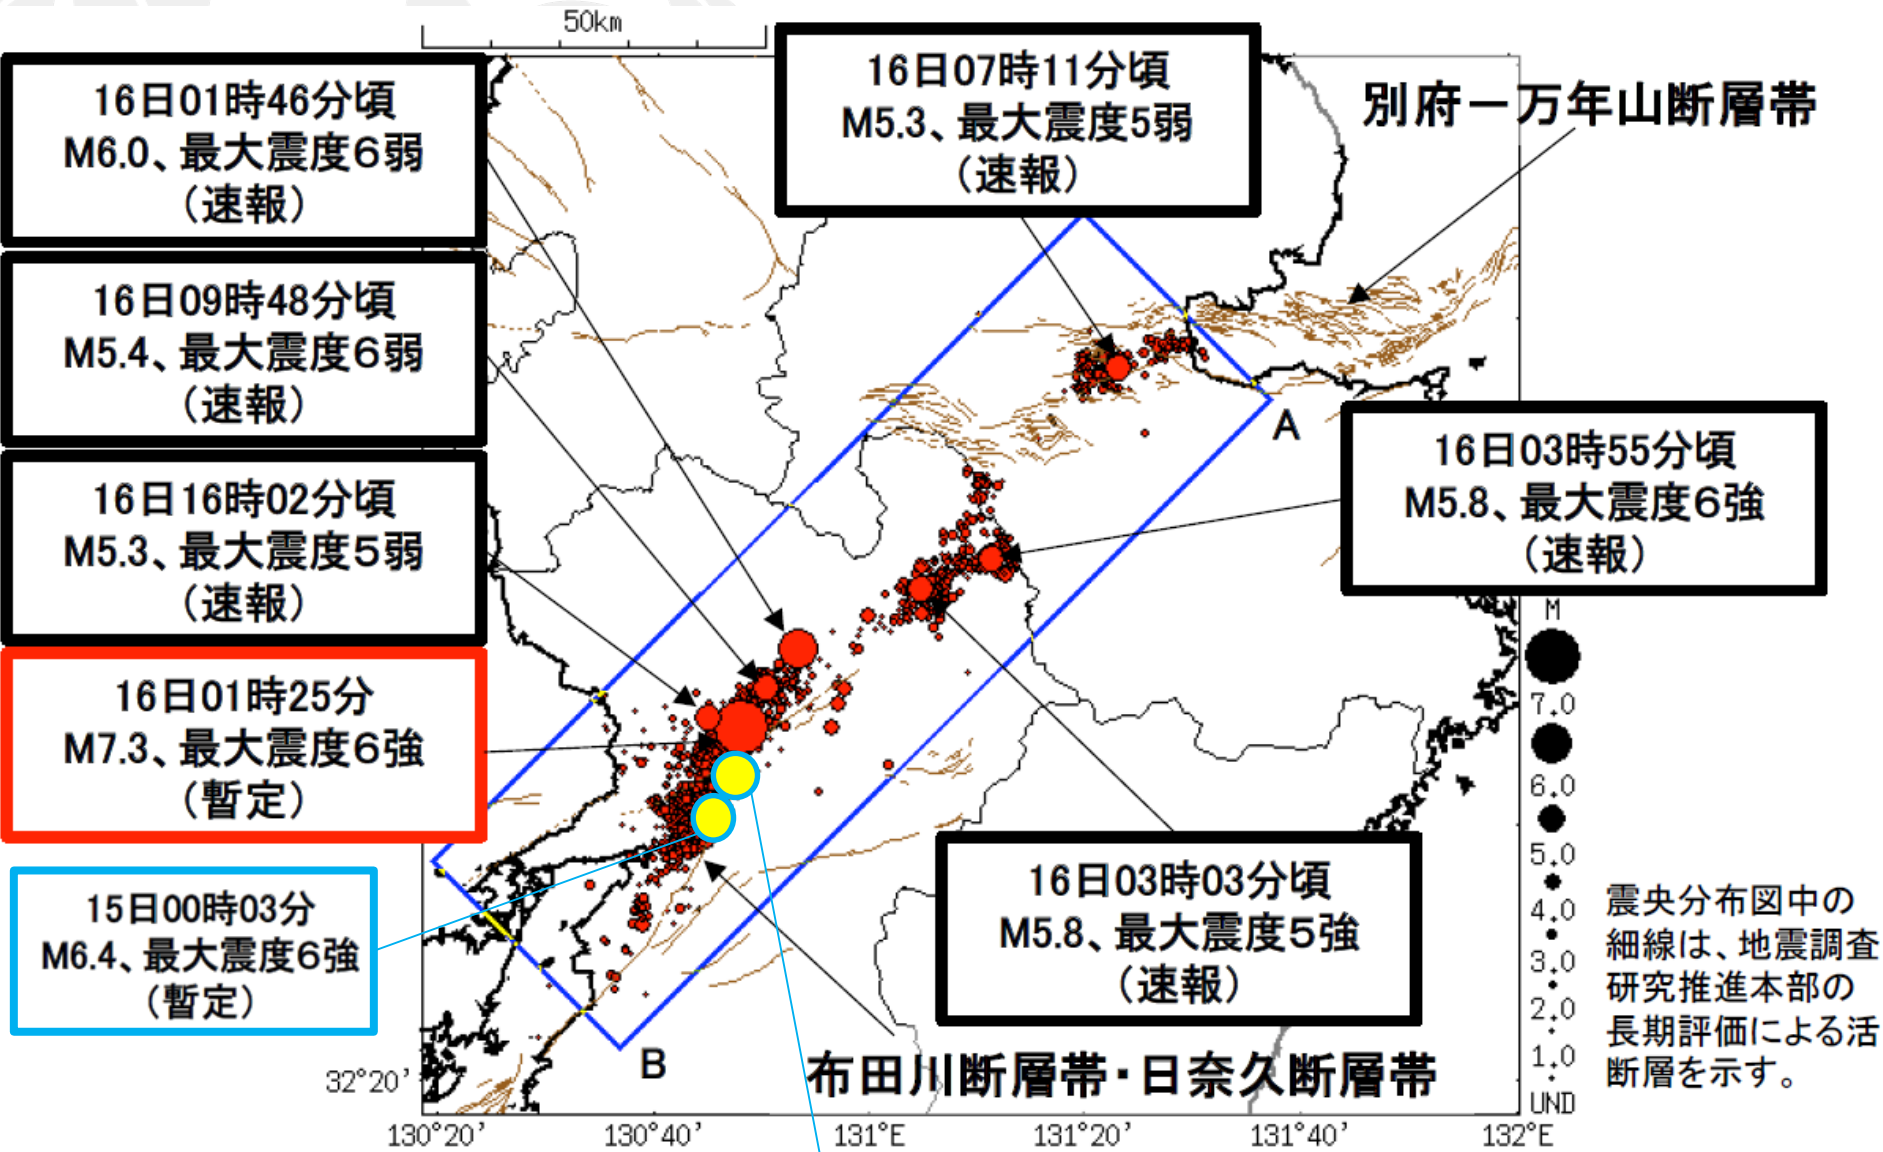 50km
16日01時46分頃
M6.0、最大震度6弱
（速報）
16日07時11分頃
M5.3、最大震度5弱
（速報）
別府－万年山断層帯
16日09時48分頃
M5.4、最大震度6弱
（速報）
A
16日03時55分頃
M5.8、最大震度6強
（速報）
16日16時02分頃
M5.3、最大震度5弱
（速報）
16日01時25分
M7.3、最大震度6強
（暫定）
M
7.0
6.0
5.0
4.0
3.0
2.0
1.0
UND
15日00時03分
M6.4、最大震度6強
（暫定）
16日03時03分頃
M5.8、最大震度5強
（速報）
震央分布図中の
細線は、地震調査
研究推進本部の
長期評価による活
断層を示す。
B
布田川断層帯・日奈久断層帯
32°20'
130°20'
130°40'
131°E
131°20'
131°40'
132°E